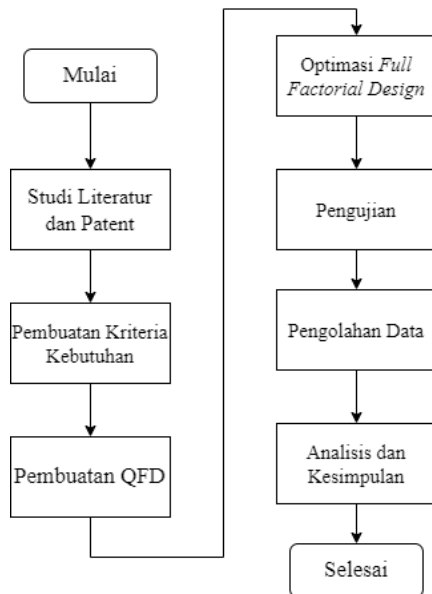 Mulai
Studi Literatur
dan Patent
Pembuatan Kriteria
Kebutuhan
Pembuatan QFD
Optimasi Full
Factorial Design
Pengujian
Pengolahan Data
Analisis dan
Kesimpulan
Selesai